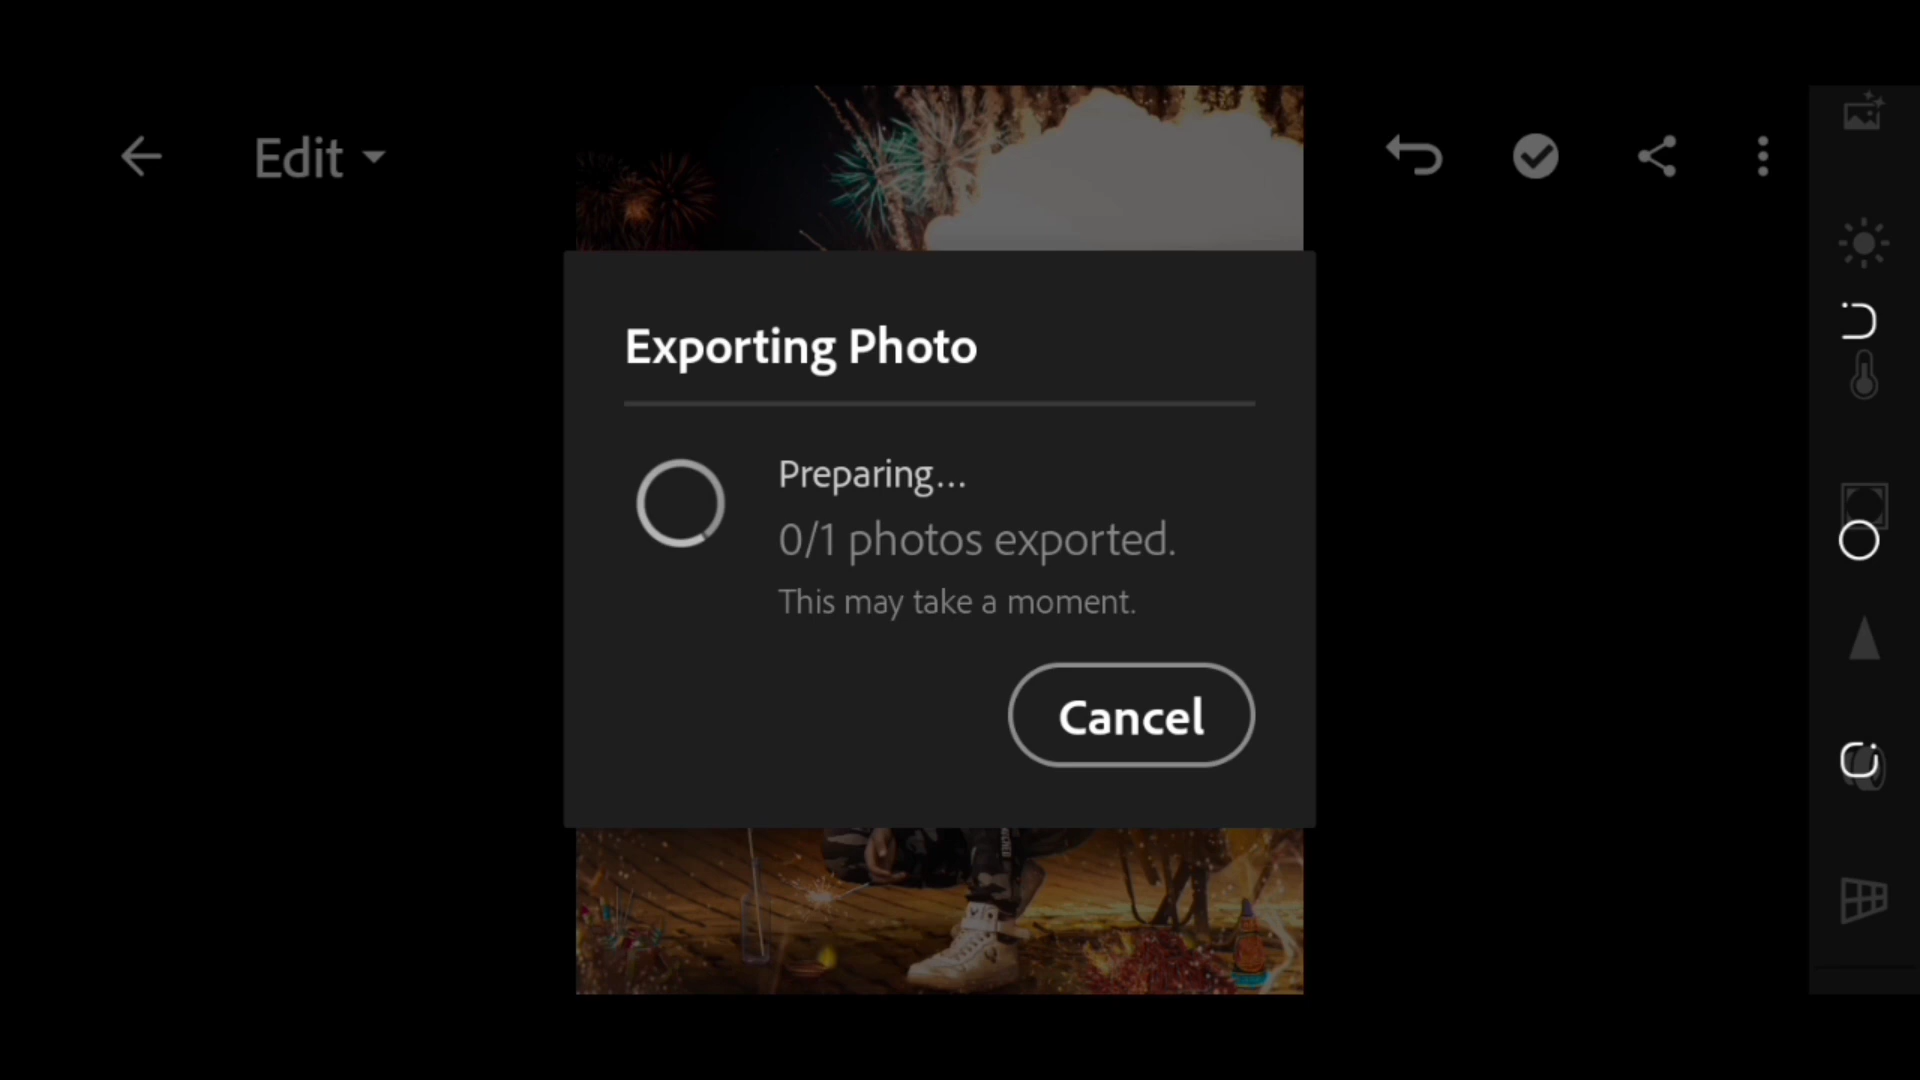 Edit
Exporting Photo
Preparing...
0/1 photos exported.
This may take a moment.
Cancel